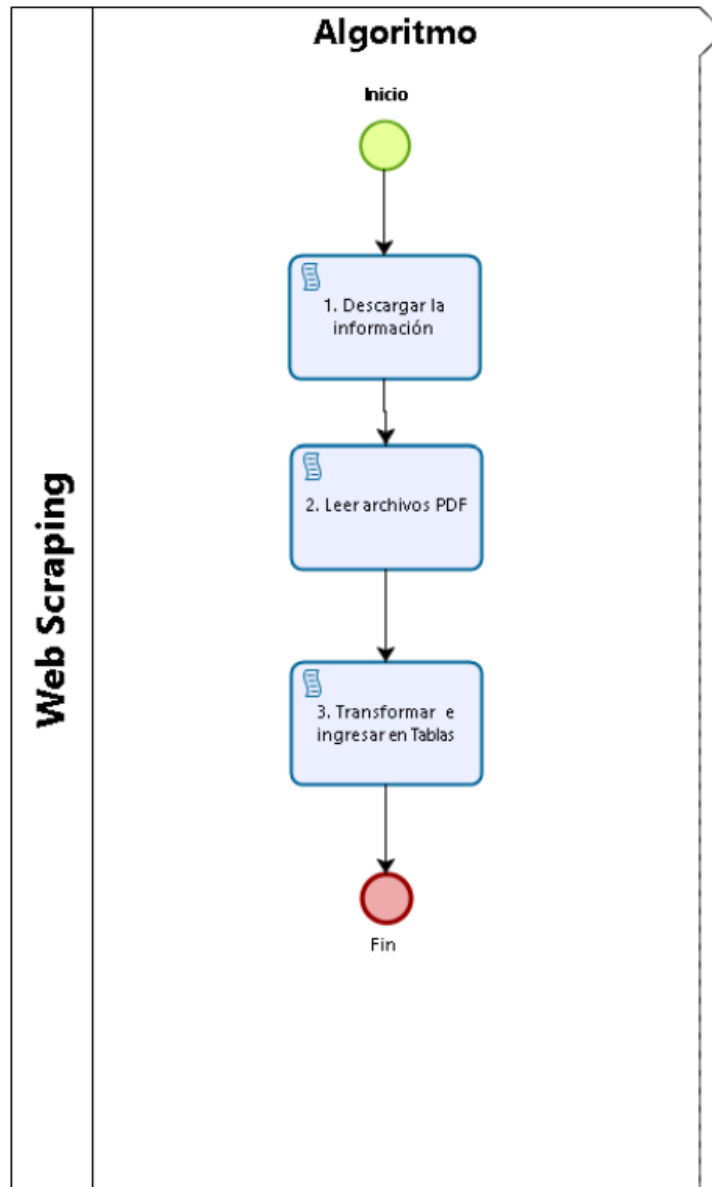 Algoritmo
Web Scraping
Inicio
1. Descargar la
información
2. Leer archivos PDF
3. Transformar e
ingresar en Tablas
Fin